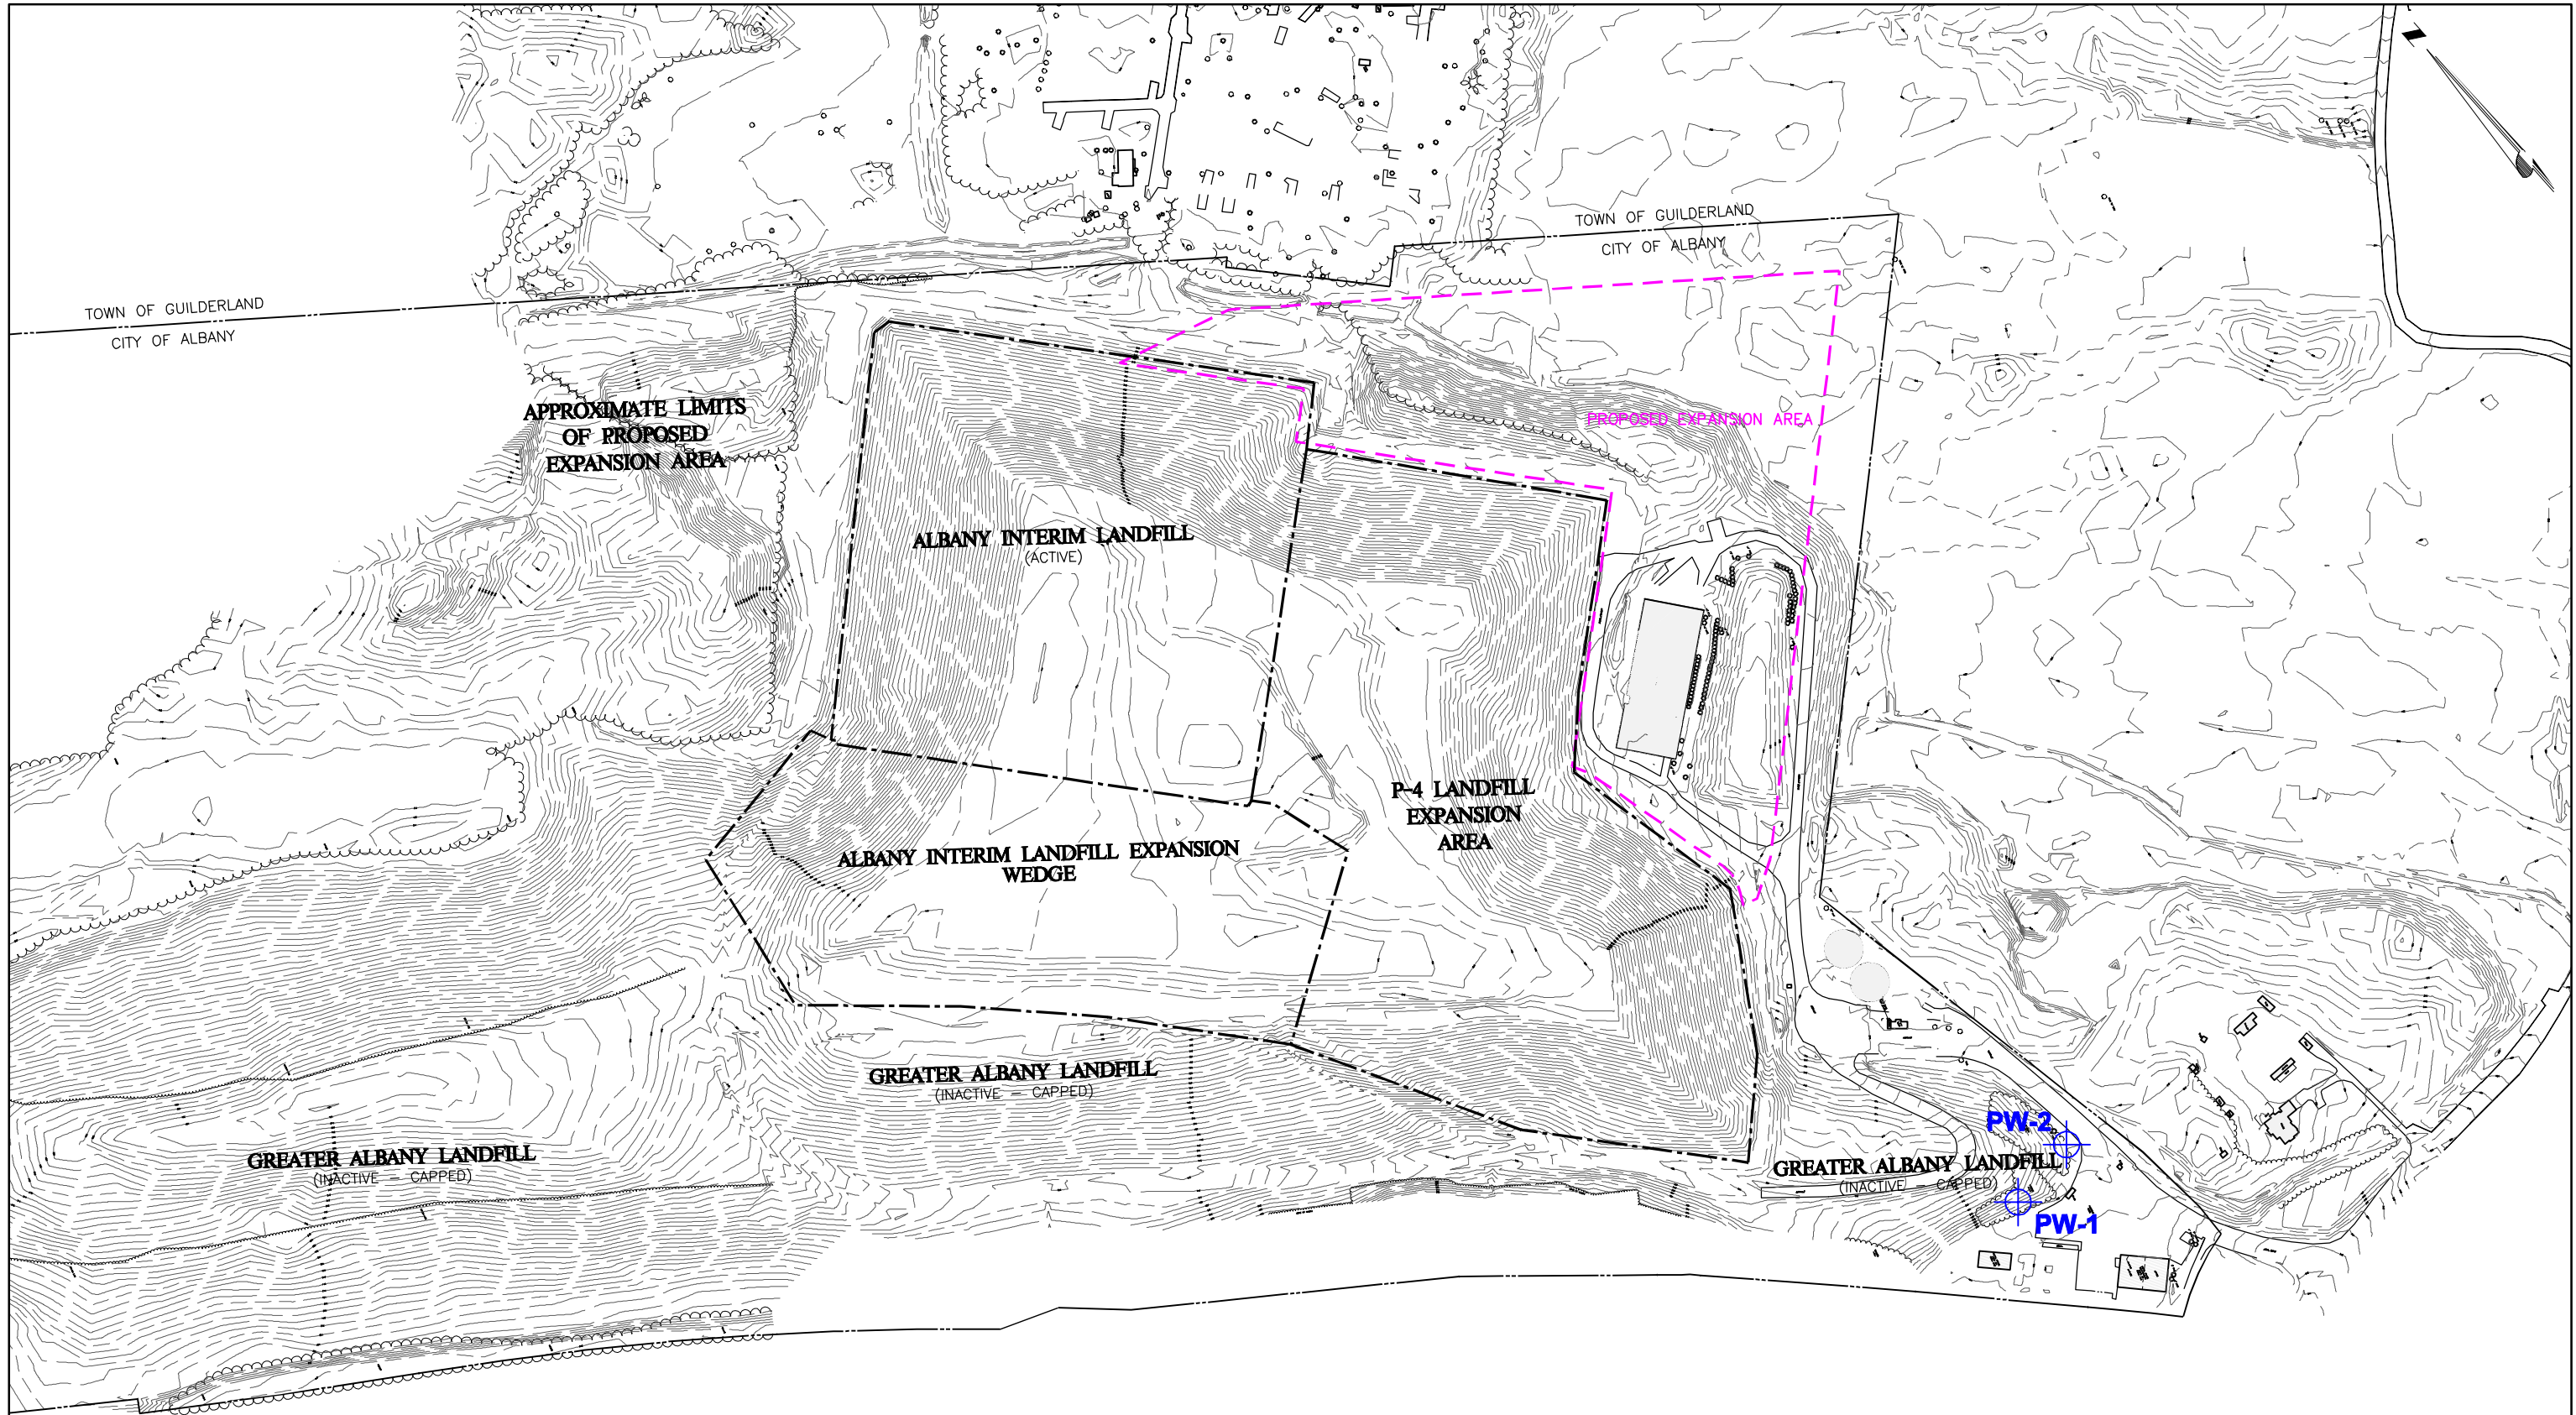 N
TOWN OF GUILDERLAND
CITY OF ALBANY
TOWN OF GUILDERLAND
CITY OF ALBANY
APPROXIMATE LIMITS
OF PROPOSED
EXPANSION AREA
PROPOSED EXPANSION AREA
ALBANY INTERIM LANDFILL
(ACTIVE)
P-4 LANDFILL
EXPANSION
AREA
ALBANY INTERIM LANDFILL EXPANSION
WEDGE
GREATER ALBANY LANDFILL
(INACTIVE - CAPPED)
GREATER ALBANY LANDFILL
(INACTIVE - CAPPED)
PW-2
GREATER ALBANY LANDFILL
(INACTIVE - CAPPED)
PW-1